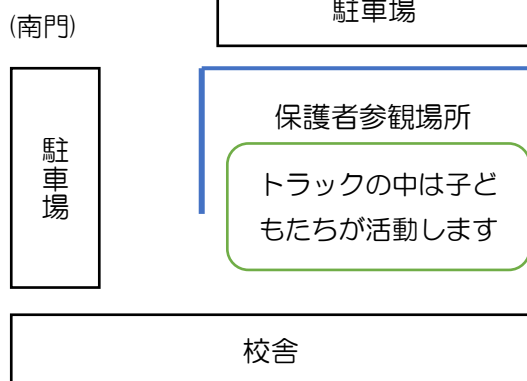 駐車場
(南門)
保護者参観場所
駐車場
トラックの中は子ど
もたちが活動します
校舎